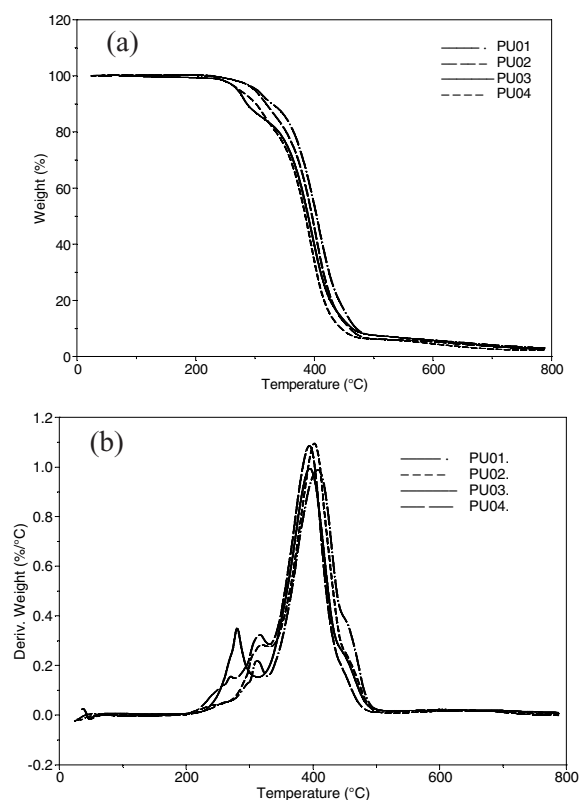 (a)
120
100
80
60
40
20
0
Weight (%)
PU01
PU02
PU03
PU04
0 200 400 600 800
Temperature (°C)
(b)
1.2
1.0
0.8
0.6
0.4
0.2
0.0
-0.2
Deriv. Weight (%/°C)
PU01.
PU02.
PU03.
PU04.
0 200 400 600 800
Temperature (°C)